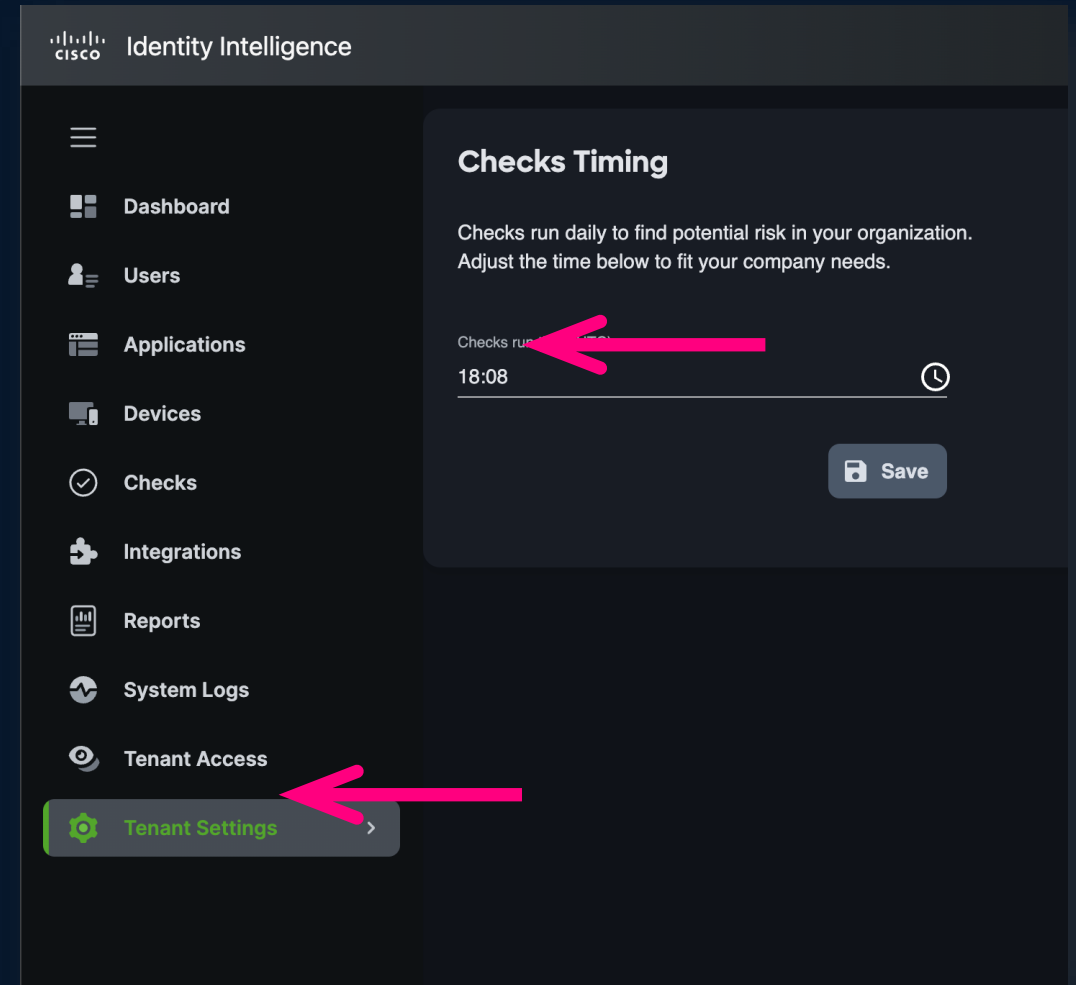 CISCO Identity Intelligence
Dashboard
Users
Applications
Devices
Checks
Integrations
Reports
System Logs
Tenant Access
Tenant Settings
Checks Timing
Checks run daily to find potential risk in your organization.
Adjust the time below to fit your company needs.
Checks
18:08
Save